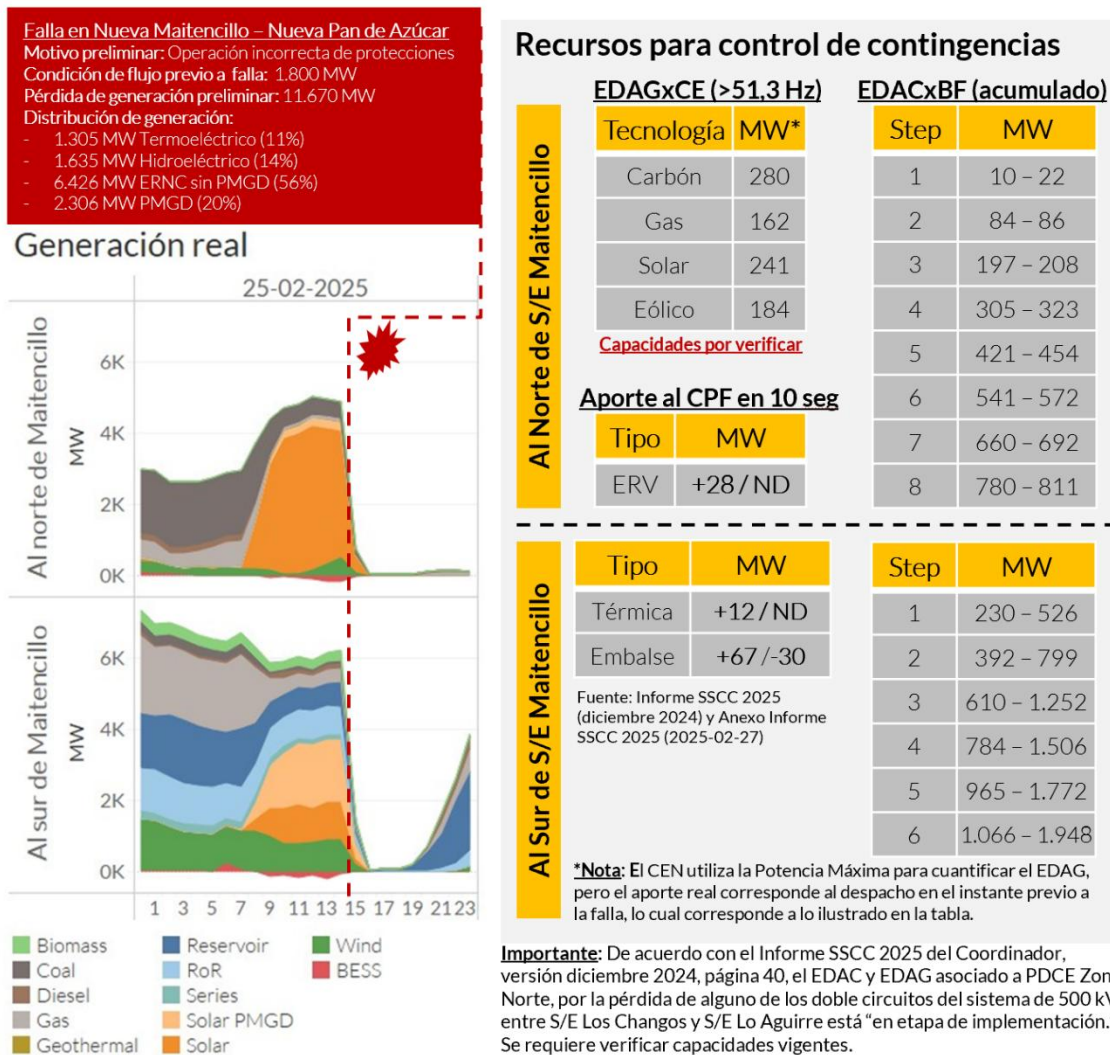 Falla en Nueva Maitencillo – Nueva Pan de Azúcar
Motivo preliminar: Operación incorrecta de protecciones
Condición de flujo previo a falla: 1.800 MW
Pérdida de generación preliminar: 11.670 MW
Distribución de generación:
- 1.305 MW Termoeléctrico (11%)
- 1.635 MW Hidroeléctrico (14%)
- 6.426 MW ERNC sin PMGD (56%)
- 2.306 MW PMGD (20%)
Generación real
25-02-2025
Al norte de Maitencillo
MW
6K
4K
2K
0K
Al sur de Maitencillo
MW
6K
4K
2K
0K
1 3 5 7 9 11 13 15 17 19 21 23
Biomass
Coal
Diesel
Gas
Geothermal
Reservoir
RoR
Series
Solar PMGD
Solar
Wind
BESS
Recursos para control de contingencias
Al Norte de S/E Maitencillo
EDAGxCE (>51,3 Hz)
Tecnología MW*
Carbón 280
Gas 162
Solar 241
Eólico 184
Capacidades por verificar
Aporte al CPF en 10 seg
Tipo MW
ERV +28 / ND
EDACxBF (acumulado)
Step MW
1 10 – 22
2 84 – 86
3 197 – 208
4 305 – 323
5 421 – 454
6 541 – 572
7 660 – 692
8 780 – 811
Al Sur de S/E Maitencillo
Tipo MW
Térmica +12 / ND
Embalse +67 /-30
Fuente: Informe SSCC 2025
(diciembre 2024) y Anexo Informe
SSCC 2025 (2025-02-27)
Step MW
1 230 – 526
2 392 – 799
3 610 – 1.252
4 784 – 1.506
5 965 – 1.772
6 1.066 – 1.948
*Nota: El CEN utiliza la Potencia Máxima para cuantificar el EDAG,
pero el aporte real corresponde al despacho en el instante previo a
la falla, lo cual corresponde a lo ilustrado en la tabla.
Importante: De acuerdo con el Informe SSCC 2025 del Coordinador,
versión diciembre 2024, página 40, el EDAC y EDAG asociado a PDCE Zon
Norte, por la pérdida de alguno de los doble circuitos del sistema de 500 kV
entre S/E Los Changos y S/E Lo Aguirre está “en etapa de implementación.
Se requiere verificar capacidades vigentes.